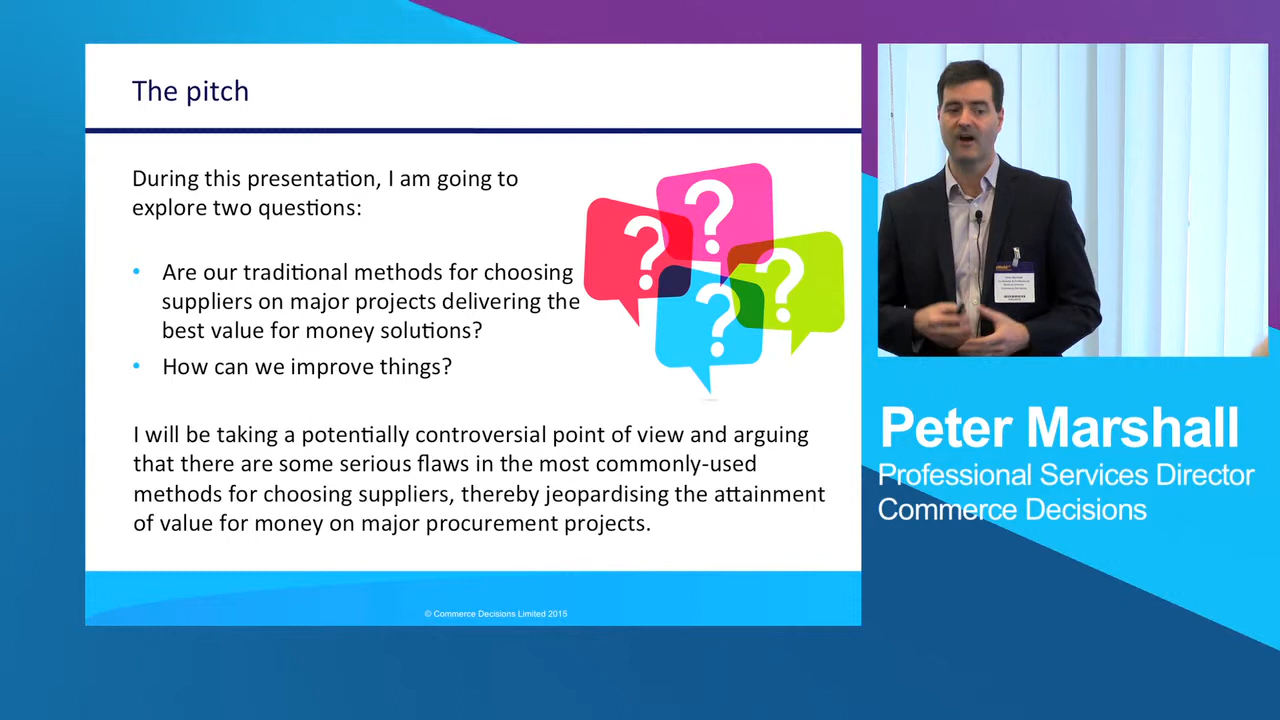 The pitch
During this presentation, I am going to
explore two questions:
• Are our traditional methods for choosing
suppliers on major projects delivering the
best value for money solutions?
• How can we improve things?
I will be taking a potentially controversial point of view and arguing
that there are some serious flaws in the most commonly-used
methods for choosing suppliers, thereby jeopardising the attainment
of value for money on major procurement projects.
© Commerce Decisions Limited 2015
? ? ? ?
Peter Marshall
Professional Services Director
Commerce Decisions